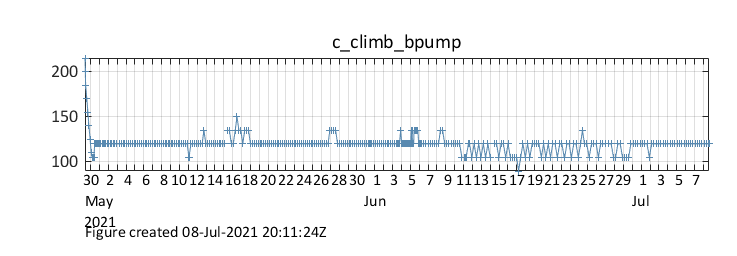 c_climb_bpump
200
150
100
30 2 4 6 8 10 12 14 16 18 20 22 24 26 28 30 1 3 5 7 9 11 13 15 17 19 21 23 25 27 29 1 3 5 7
May Jun Jul
2021
Figure created 08-Jul-2021 20:11:24Z